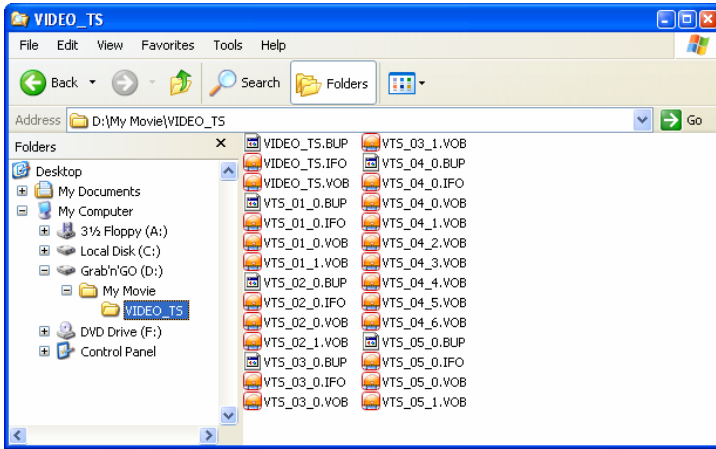 VIDEO_TS
File Edit View Favorites Tools Help
Back Search Folders
Address D:\My Movie\VIDEO_TS Go
Folders
Desktop
My Documents
My Computer
3½ Floppy (A:)
Local Disk (C:)
Grab'n'GO (D:)
My Movie
VIDEO_TS
DVD Drive (F:)
Control Panel
VIDEO_TS.BUP
VIDEO_TS.IFO
VIDEO_TS.VOB
VTS_01_0.BUP
VTS_01_0.IFO
VTS_01_0.VOB
VTS_01_1.VOB
VTS_02_0.BUP
VTS_02_0.IFO
VTS_02_0.VOB
VTS_02_1.VOB
VTS_03_0.BUP
VTS_03_0.IFO
VTS_03_0.VOB
VTS_03_1.VOB
VTS_04_0.BUP
VTS_04_0.IFO
VTS_04_0.VOB
VTS_04_1.VOB
VTS_04_2.VOB
VTS_04_3.VOB
VTS_04_4.VOB
VTS_04_5.VOB
VTS_04_6.VOB
VTS_05_0.BUP
VTS_05_0.IFO
VTS_05_0.VOB
VTS_05_1.VOB